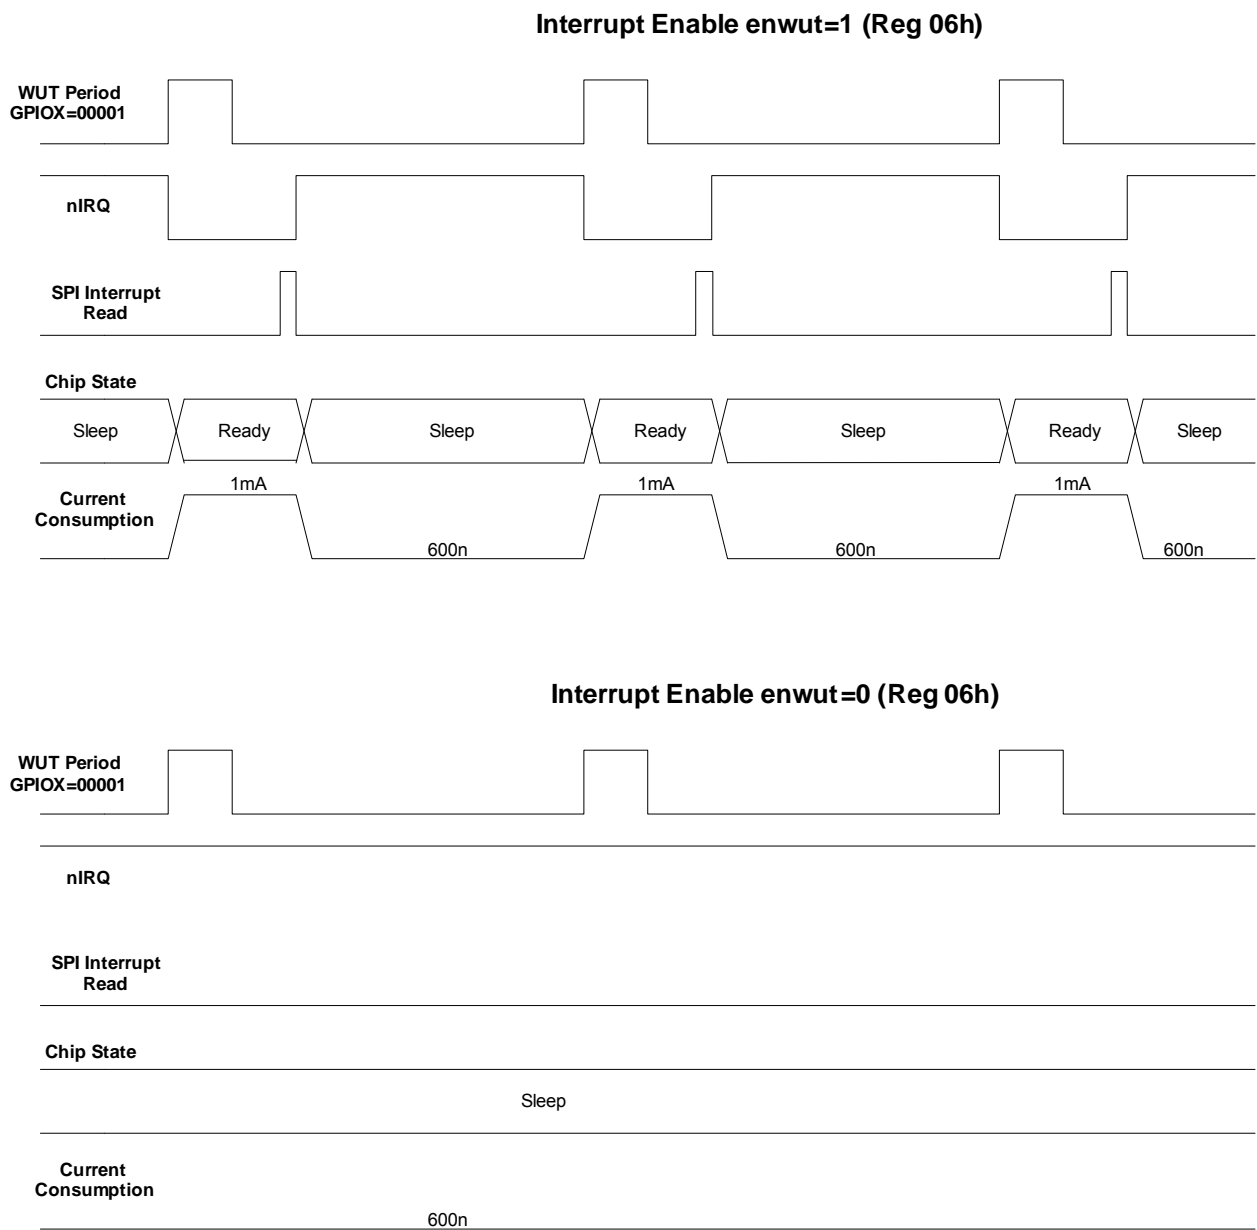 Interrupt Enable enwut=1 (Reg 06h)
WUT Period
GPIOX=00001
nIRQ
SPI Interrupt
Read
Chip State
Sleep Ready Sleep Ready Sleep Ready Sleep
1mA 1mA 1mA
Current
Consumption
600n 600n 600n
Interrupt Enable enwut=0 (Reg 06h)
WUT Period
GPIOX=00001
nIRQ
SPI Interrupt
Read
Chip State
Sleep
Current
Consumption
600n